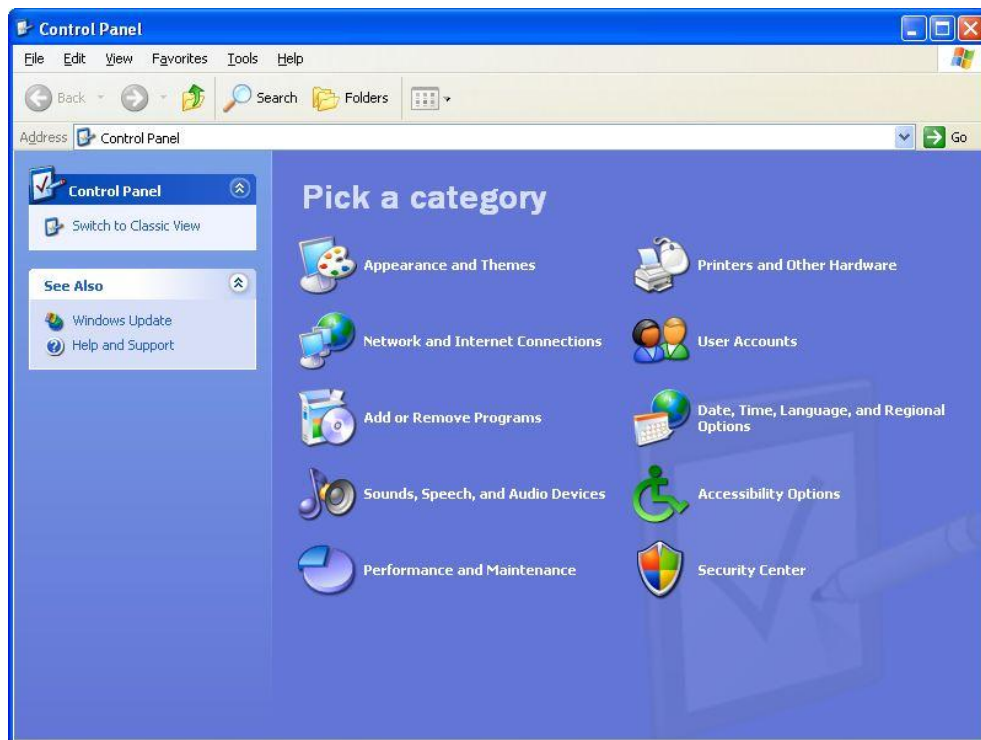 Control Panel
File Edit View Favorites Tools Help
Back Search Folders
Address Control Panel Go
Control Panel
Switch to Classic View
See Also
Windows Update
Help and Support
Pick a category
Appearance and Themes
Printers and Other Hardware
Network and Internet Connections
User Accounts
Add or Remove Programs
Date, Time, Language, and Regional
Options
Sounds, Speech, and Audio Devices
Accessibility Options
Performance and Maintenance
Security Center